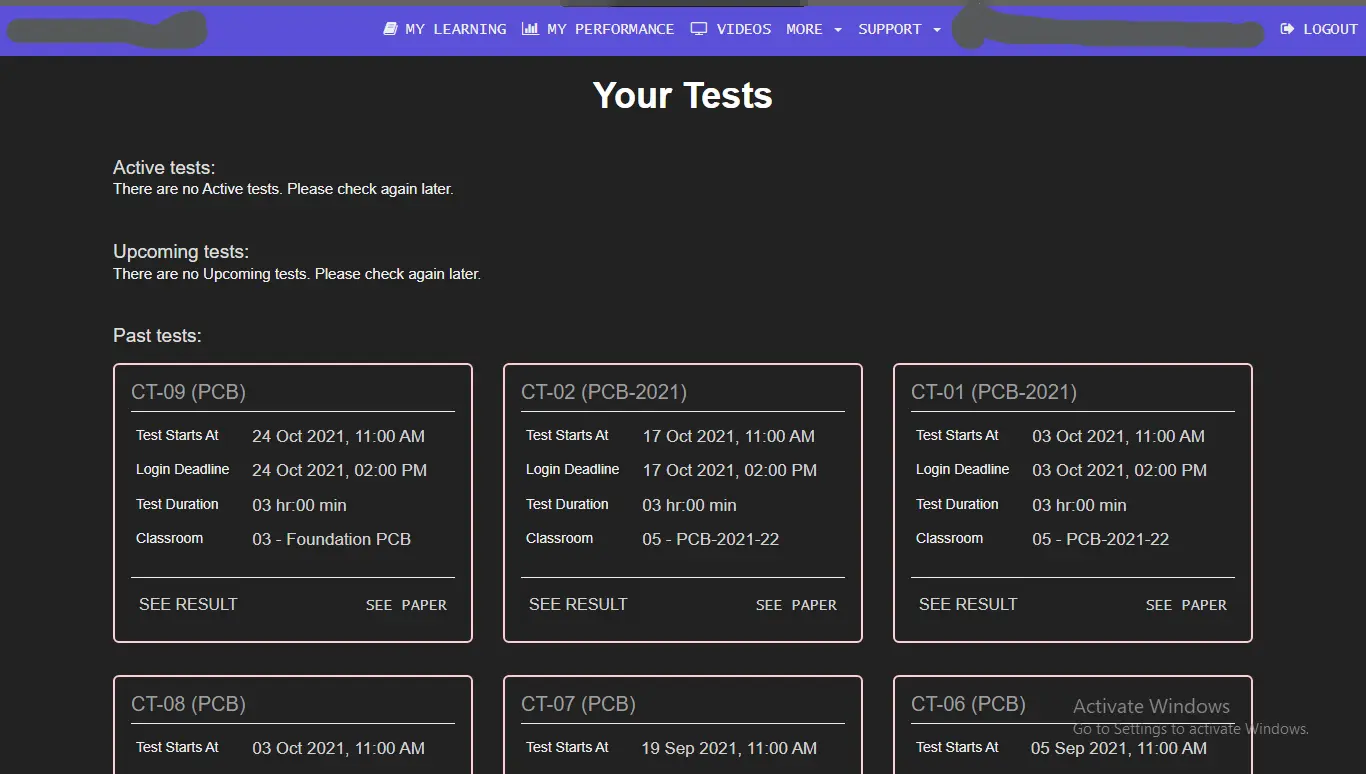 MY LEARNING MY PERFORMANCE VIDEOS MORE SUPPORT LOGOUT
Your Tests
Active tests:
There are no Active tests. Please check again later.
Upcoming tests:
There are no Upcoming tests. Please check again later.
Past tests:
CT-09 (PCB)
Test Starts At 24 Oct 2021, 11:00 AM
Login Deadline 24 Oct 2021, 02:00 PM
Test Duration 03 hr:00 min
Classroom 03 - Foundation PCB
SEE RESULT SEE PAPER
CT-02 (PCB-2021)
Test Starts At 17 Oct 2021, 11:00 AM
Login Deadline 17 Oct 2021, 02:00 PM
Test Duration 03 hr:00 min
Classroom 05 - PCB-2021-22
SEE RESULT SEE PAPER
CT-01 (PCB-2021)
Test Starts At 03 Oct 2021, 11:00 AM
Login Deadline 03 Oct 2021, 02:00 PM
Test Duration 03 hr:00 min
Classroom 05 - PCB-2021-22
SEE RESULT SEE PAPER
CT-08 (PCB)
Test Starts At 03 Oct 2021, 11:00 AM
CT-07 (PCB)
Test Starts At 19 Sep 2021, 11:00 AM
CT-06 (PCB)
Test Starts At 05 Sep 2021, 11:00 AM
Activate Windows
Go to Settings to activate Windows.